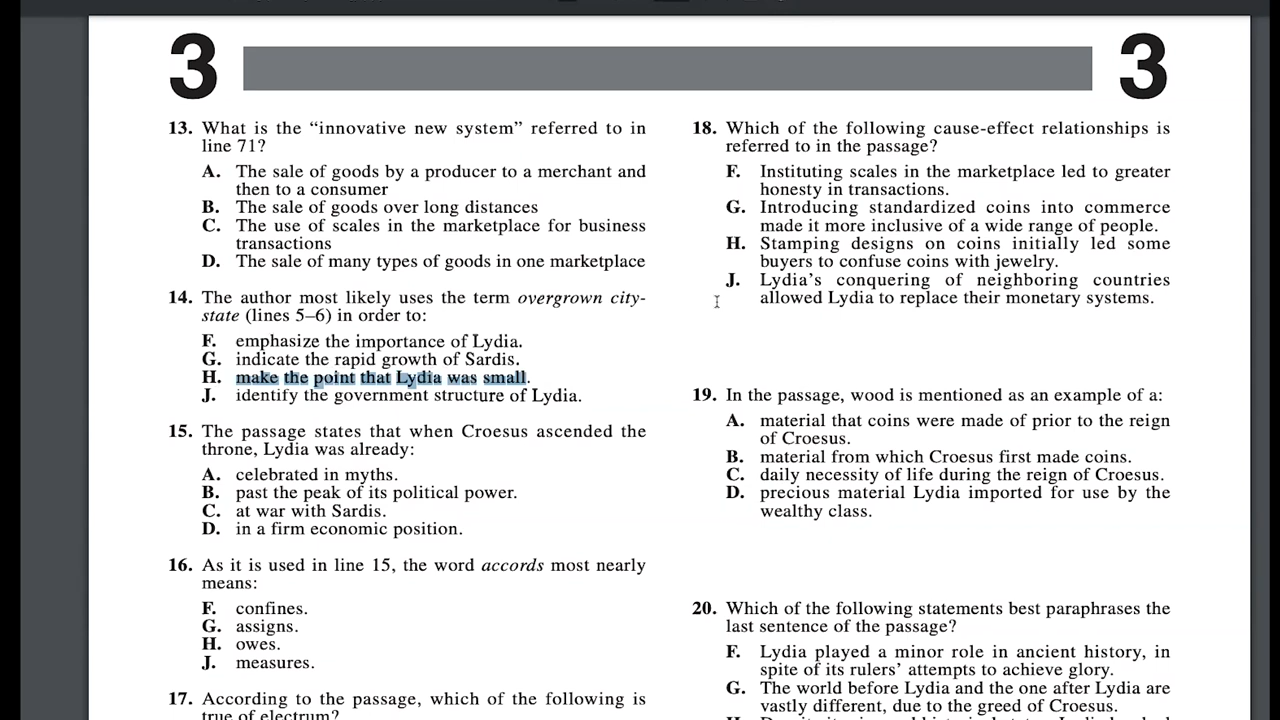 3 3
13. What is the “innovative new system” referred to in
line 71?
A. The sale of goods by a producer to a merchant and
then to a consumer
B. The sale of goods over long distances
C. The use of scales in the marketplace for business
transactions
D. The sale of many types of goods in one marketplace
14. The author most likely uses the term overgrown city-
state (lines 5–6) in order to:
F. emphasize the importance of Lydia.
G. indicate the rapid growth of Sardis.
H. make the point that Lydia was small.
J. identify the government structure of Lydia.
15. The passage states that when Croesus ascended the
throne, Lydia was already:
A. celebrated in myths.
B. past the peak of its political power.
C. at war with Sardis.
D. in a firm economic position.
16. As it is used in line 15, the word accords most nearly
means:
F. confines.
G. assigns.
H. owes.
J. measures.
17. According to the passage, which of the following is
true of electrum?
18. Which of the following cause-effect relationships is
referred to in the passage?
F. Instituting scales in the marketplace led to greater
honesty in transactions.
G. Introducing standardized coins into commerce
made it more inclusive of a wide range of people.
H. Stamping designs on coins initially led some
buyers to confuse coins with jewelry.
J. Lydia’s conquering of neighboring countries
allowed Lydia to replace their monetary systems.
19. In the passage, wood is mentioned as an example of a:
A. material that coins were made of prior to the reign
of Croesus.
B. material from which Croesus first made coins.
C. daily necessity of life during the reign of Croesus.
D. precious material Lydia imported for use by the
wealthy class.
20. Which of the following statements best paraphrases the
last sentence of the passage?
F. Lydia played a minor role in ancient history, in
spite of its rulers’ attempts to achieve glory.
G. The world before Lydia and the one after Lydia are
vastly different, due to the greed of Croesus.